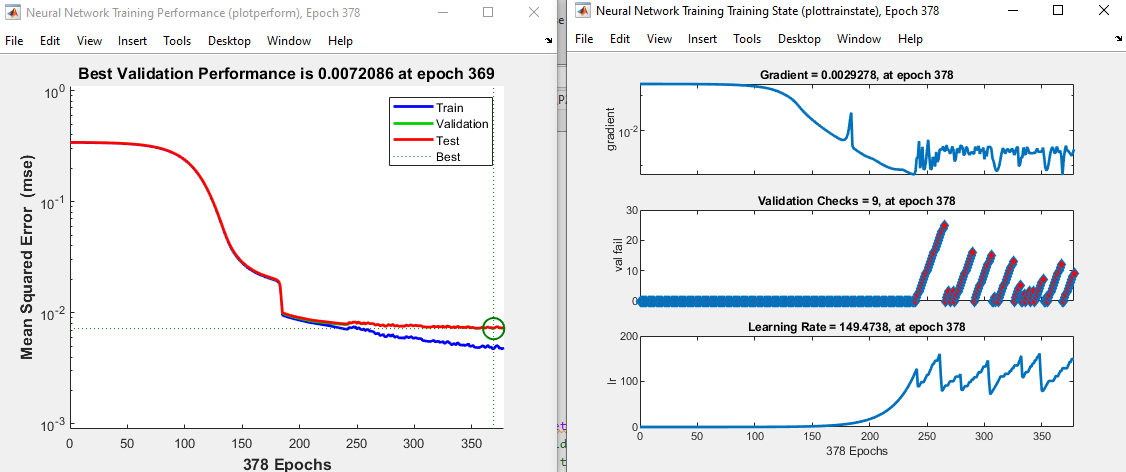 Neural Network Training Performance (plotperform), Epoch 378
File Edit View Insert Tools Desktop Window Help
Best Validation Performance is 0.0072086 at epoch 369
10^0
10^-1
10^-2
10^-3
Mean Squared Error (mse)
Train
Validation
Test
Best
0 50 100 150 200 250 300 350
378 Epochs
Neural Network Training Training State (plottrainstate), Epoch 378
File Edit View Insert Tools Desktop Window Help
Gradient = 0.0029278, at epoch 378
10^-2
gradient
Validation Checks = 9, at epoch 378
30
20
10
0
val fail
Learning Rate = 149.4738, at epoch 378
200
100
0
lr
0 50 100 150 200 250 300 350
378 Epochs